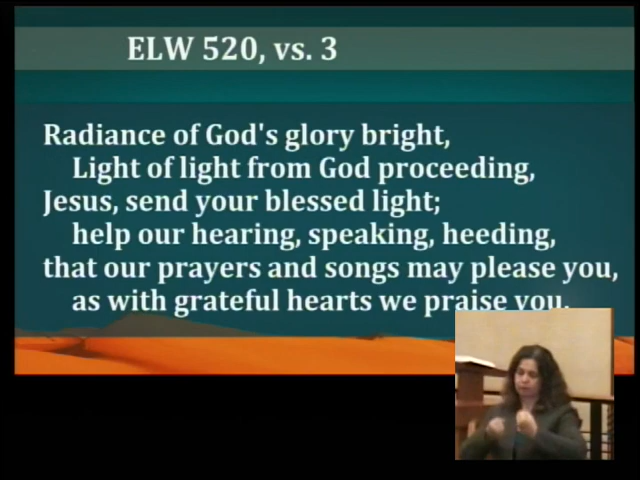 ELW 520, vs. 3
Radiance of God's glory bright,
Light of light from God proceeding,
Jesus, send your blessed light;
help our hearing, speaking, heeding,
that our prayers and songs may please you,
as with grateful hearts we praise you.